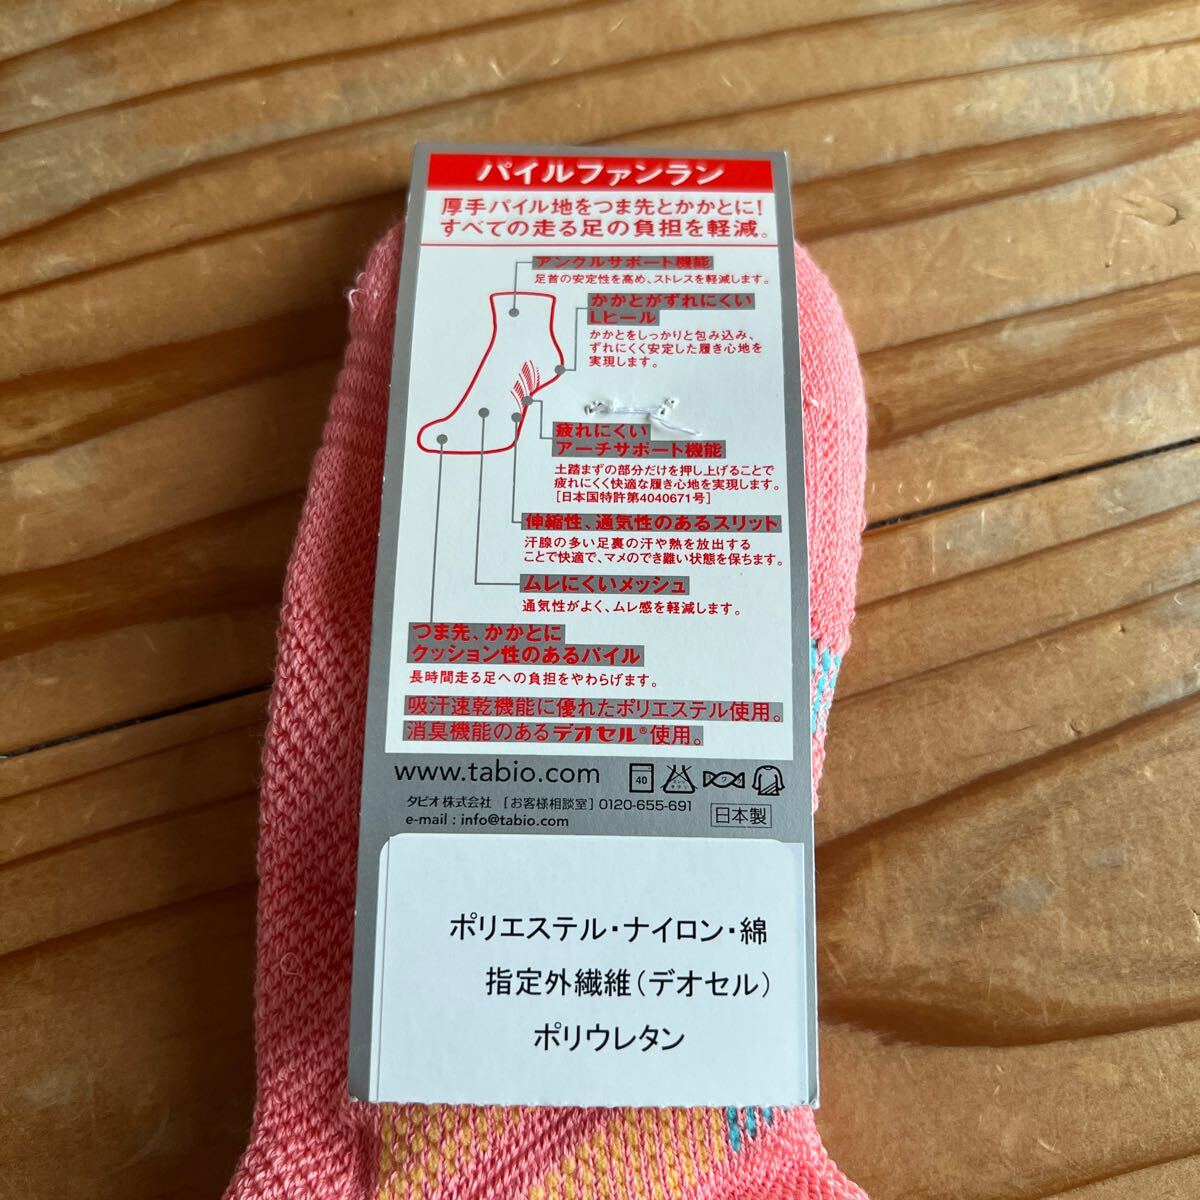 パイルファンラン
厚手パイル地をつま先とかかとに！
すべての走る足の負担を軽減。
アンクルサポート機能
足首の安定性を高め、ストレスを軽減します。
かかとがずれにくい
Lヒール
かかとをしっかりと包み込み、
ずれにくく安定した履き心地を
実現します。
疲れにくい
アーチサポート機能
土踏まずの部分だけを押し上げることで
疲れにくく快適な履き心地を実現します。
[日本国特許第4040671号]
伸縮性、通気性のあるスリット
汗腺の多い足裏の汗や熱を放出する
ことで快適で、マメのでき難い状態を保ちます。
ムレにくいメッシュ
通気性がよく、ムレ感を軽減します。
つま先、かかとに
クッション性のあるパイル
長時間走る足への負担をやわらげます。
吸汗速乾機能に優れたポリエステル使用。
消臭機能のあるデオセル®使用。
www.tabio.com
40
タビオ株式会社 [お客様相談室] 0120-655-691
e-mail : info@tabio.com
日本製
ポリエステル・ナイロン・綿
指定外繊維(デオセル)
ポリウレタン